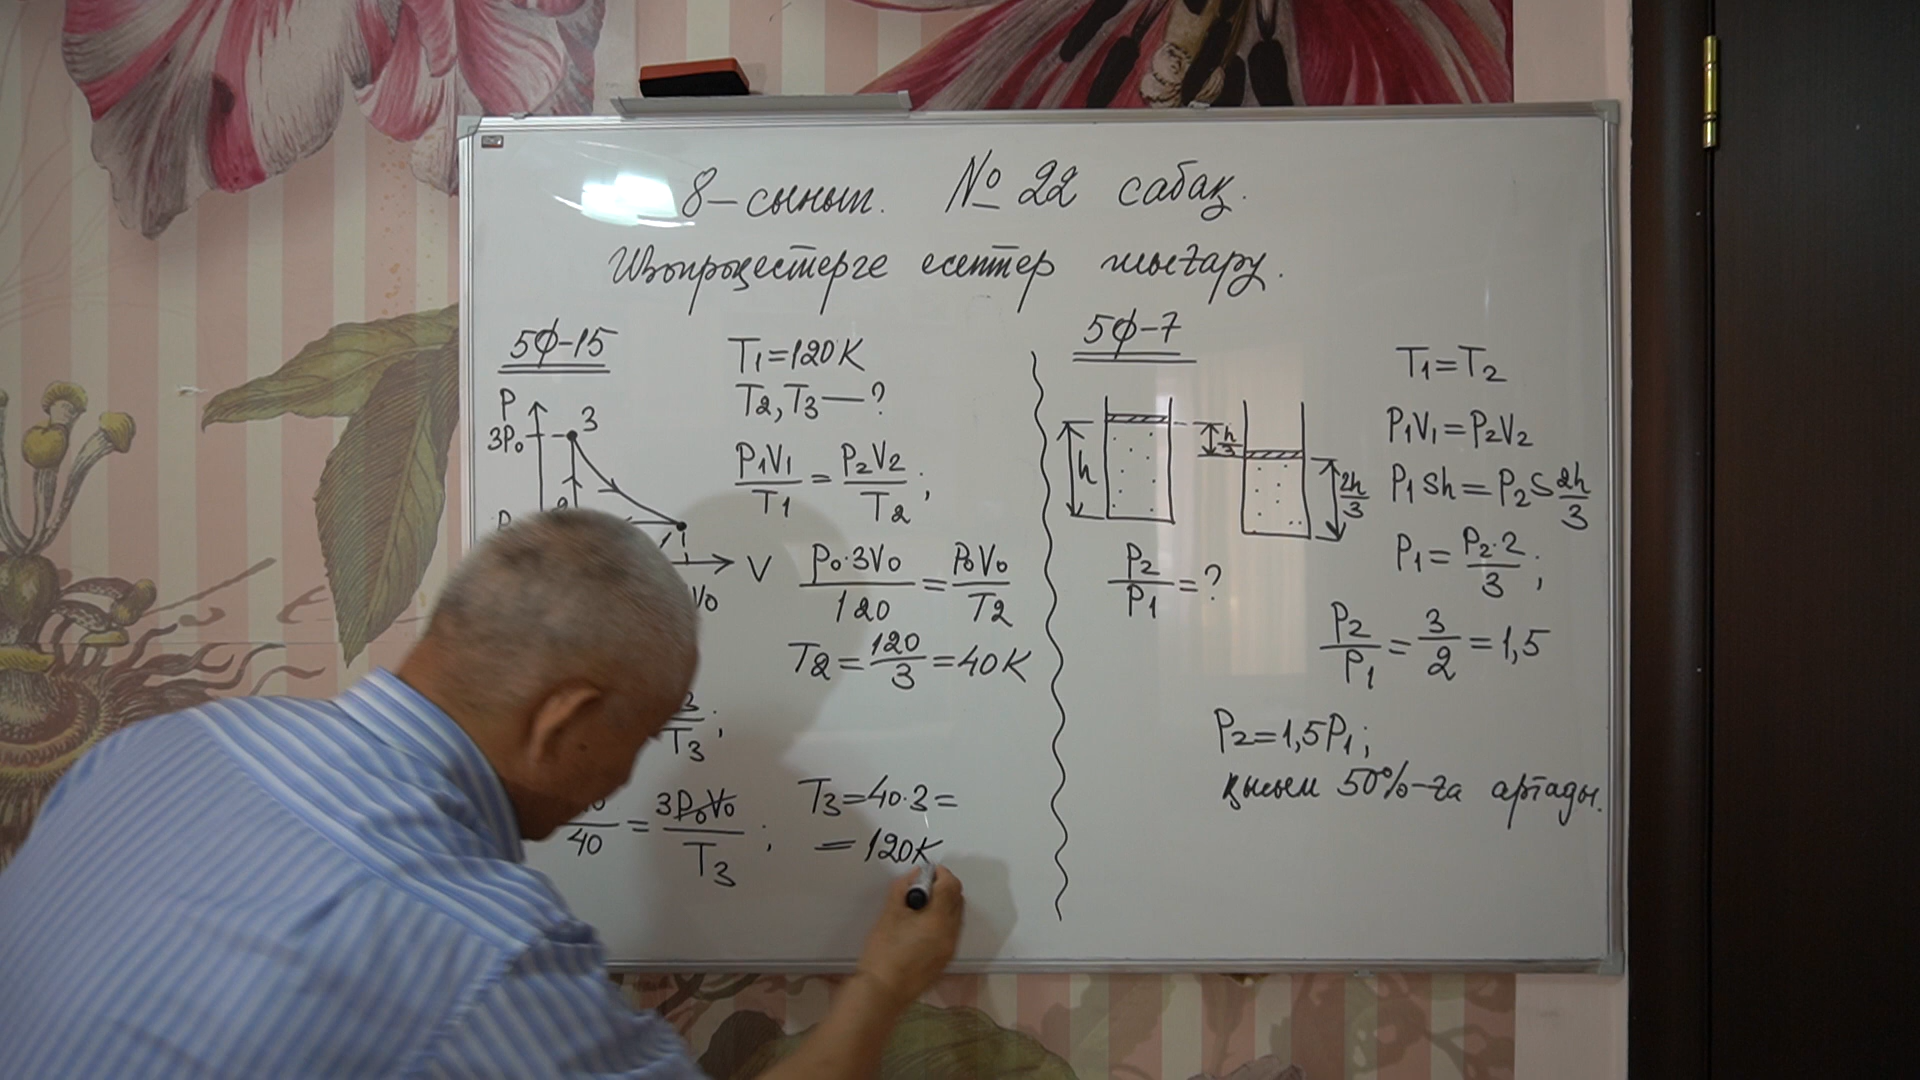 8-сынып. № 22 сабақ.
Изопроцестерге есептер шығару.
5ф-15
T₁=120K
T₂, T₃ — ?
P
3P₀
3
V
P₁V₁/T₁ = P₂V₂/T₂;
P₀·3V₀/120 = P₀V₀/T₂
T₂ = 120/3 = 40K
T₃;
40 = 3P₀V₀/T₃; T₃=40·3=
= 120K
5ф-7
h
h/3
2h/3
P₂/P₁ = ?
T₁=T₂
P₁V₁=P₂V₂
P₁Sh=P₂S 2h/3
P₁ = P₂·2/3;
P₂/P₁ = 3/2 = 1,5
P₂=1,5P₁;
қысым 50%-ға артады.